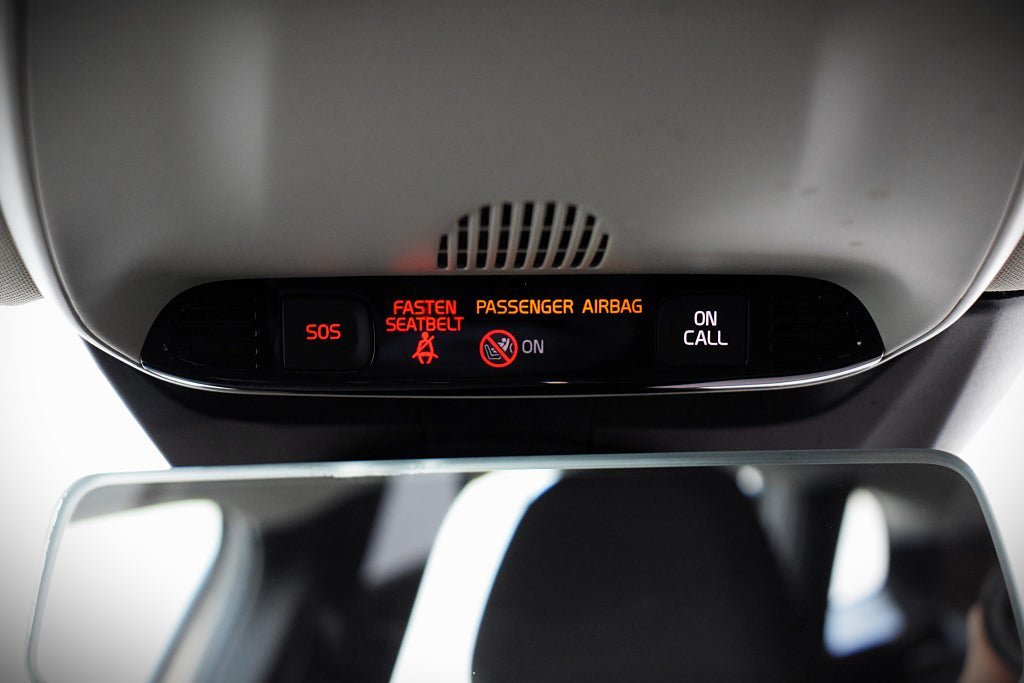 SOS
FASTEN
SEATBELT
PASSENGER AIRBAG
ON
ON
CALL